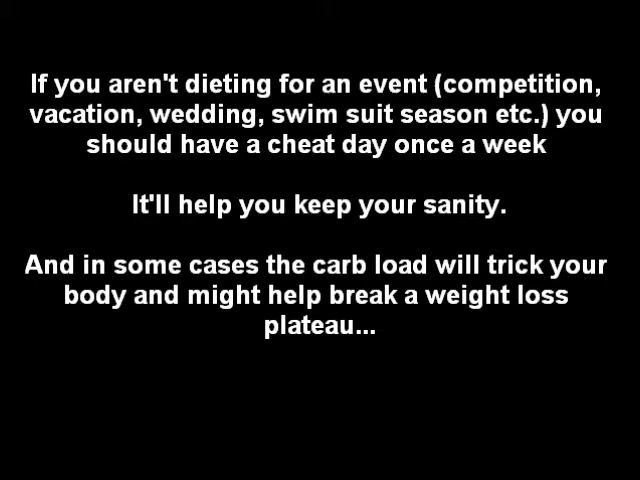 If you aren't dieting for an event (competition,
vacation, wedding, swim suit season etc.) you
should have a cheat day once a week
It'll help you keep your sanity.
And in some cases the carb load will trick your
body and might help break a weight loss
plateau...